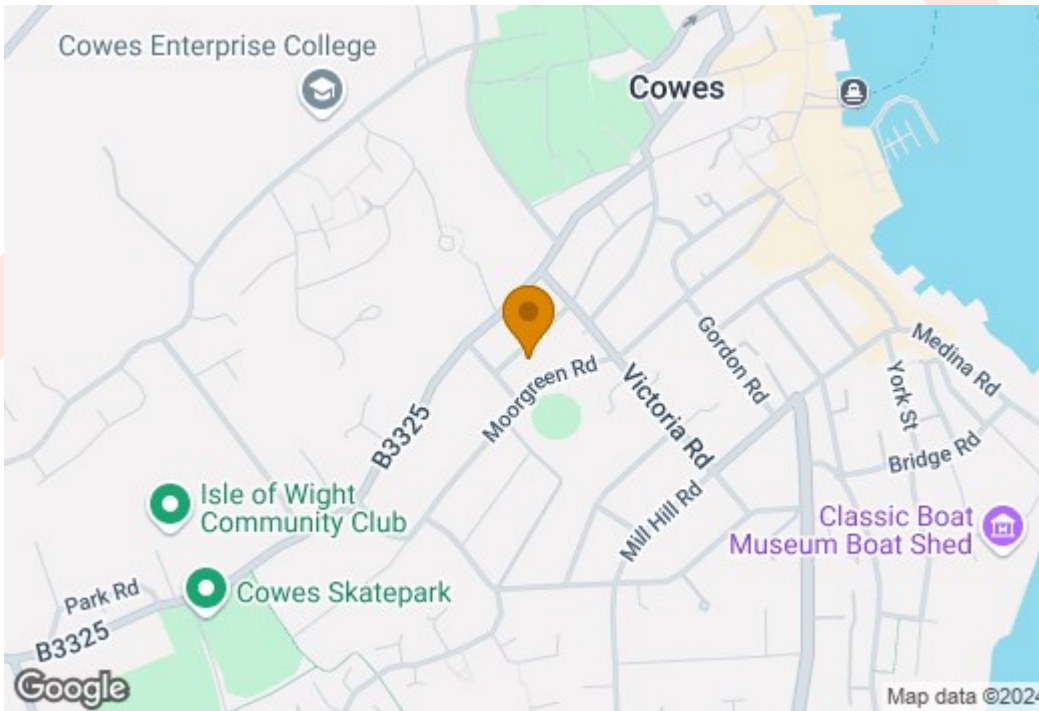 Cowes Enterprise College
Cowes
Medina Rd
Gordon Rd
York St
Victoria Rd
Moorgreen Rd
B3325
Bridge Rd
Isle of Wight
Community Club
Mill Hill Rd
Classic Boat
Museum Boat Shed
Park Rd
Cowes Skatepark
B3325
Google
Map data ©2024